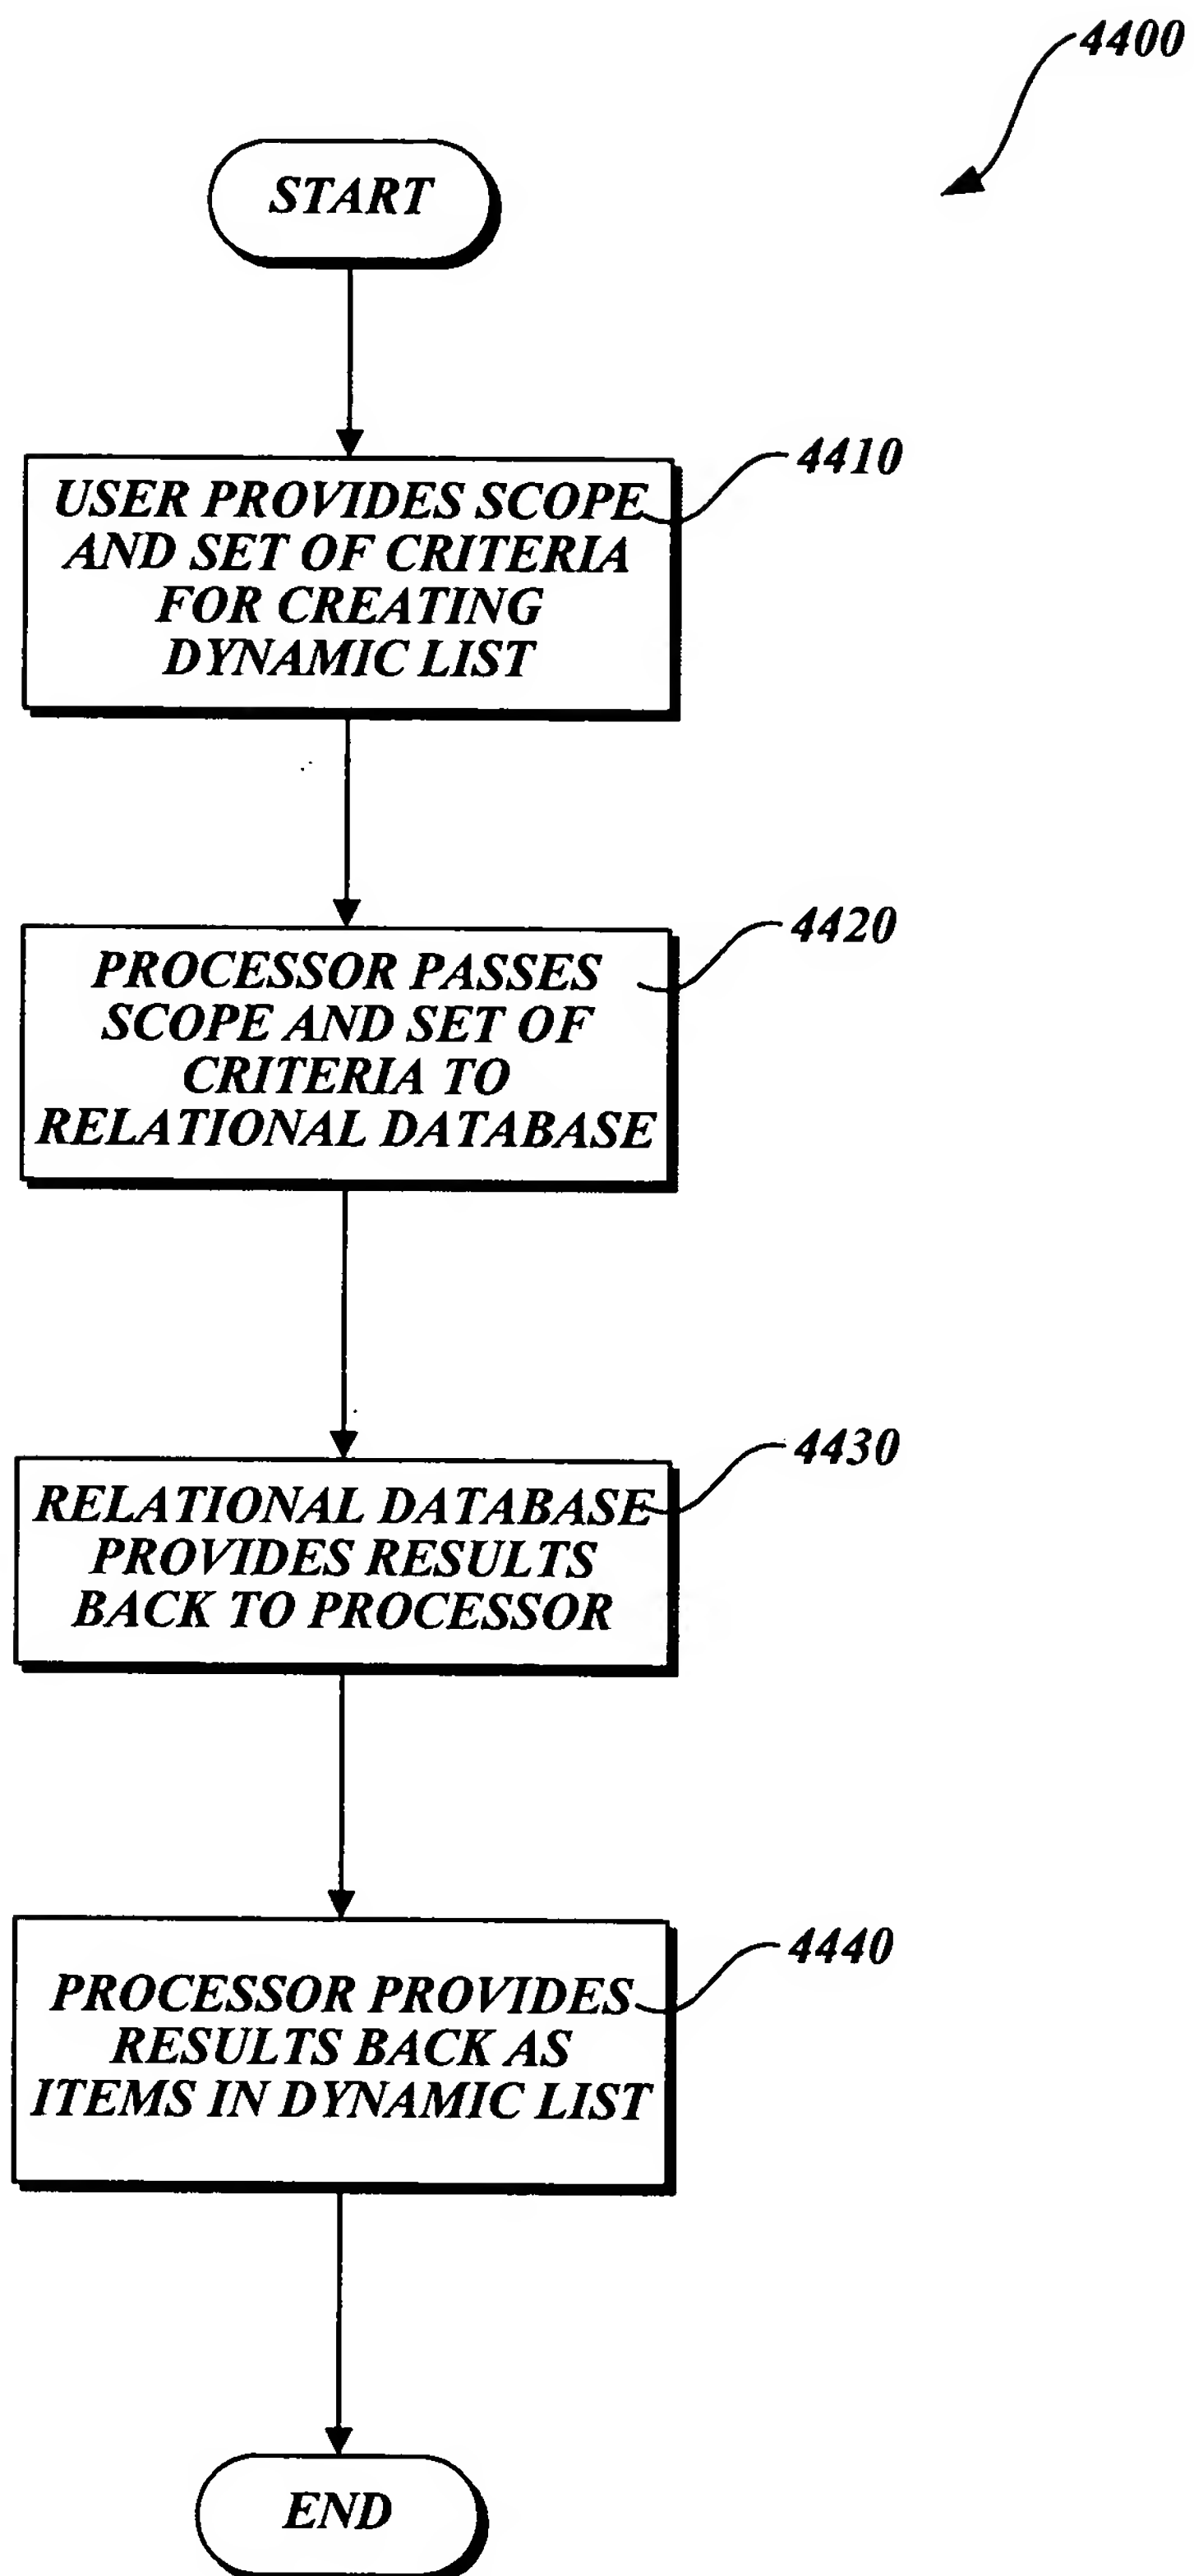 4400
START
4410
USER PROVIDES SCOPE
AND SET OF CRITERIA
FOR CREATING
DYNAMIC LIST
4420
PROCESSOR PASSES
SCOPE AND SET OF
CRITERIA TO
RELATIONAL DATABASE
4430
RELATIONAL DATABASE
PROVIDES RESULTS
BACK TO PROCESSOR
4440
PROCESSOR PROVIDES
RESULTS BACK AS
ITEMS IN DYNAMIC LIST
END